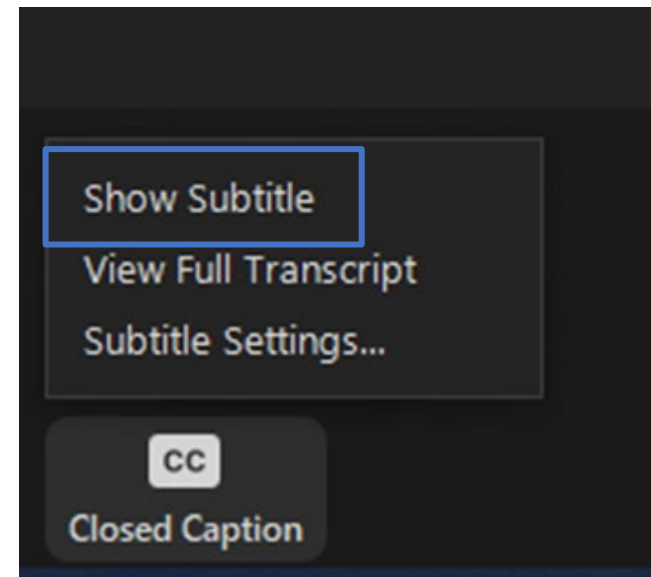 Show Subtitle
View Full Transcript
Subtitle Settings...
CC
Closed Caption